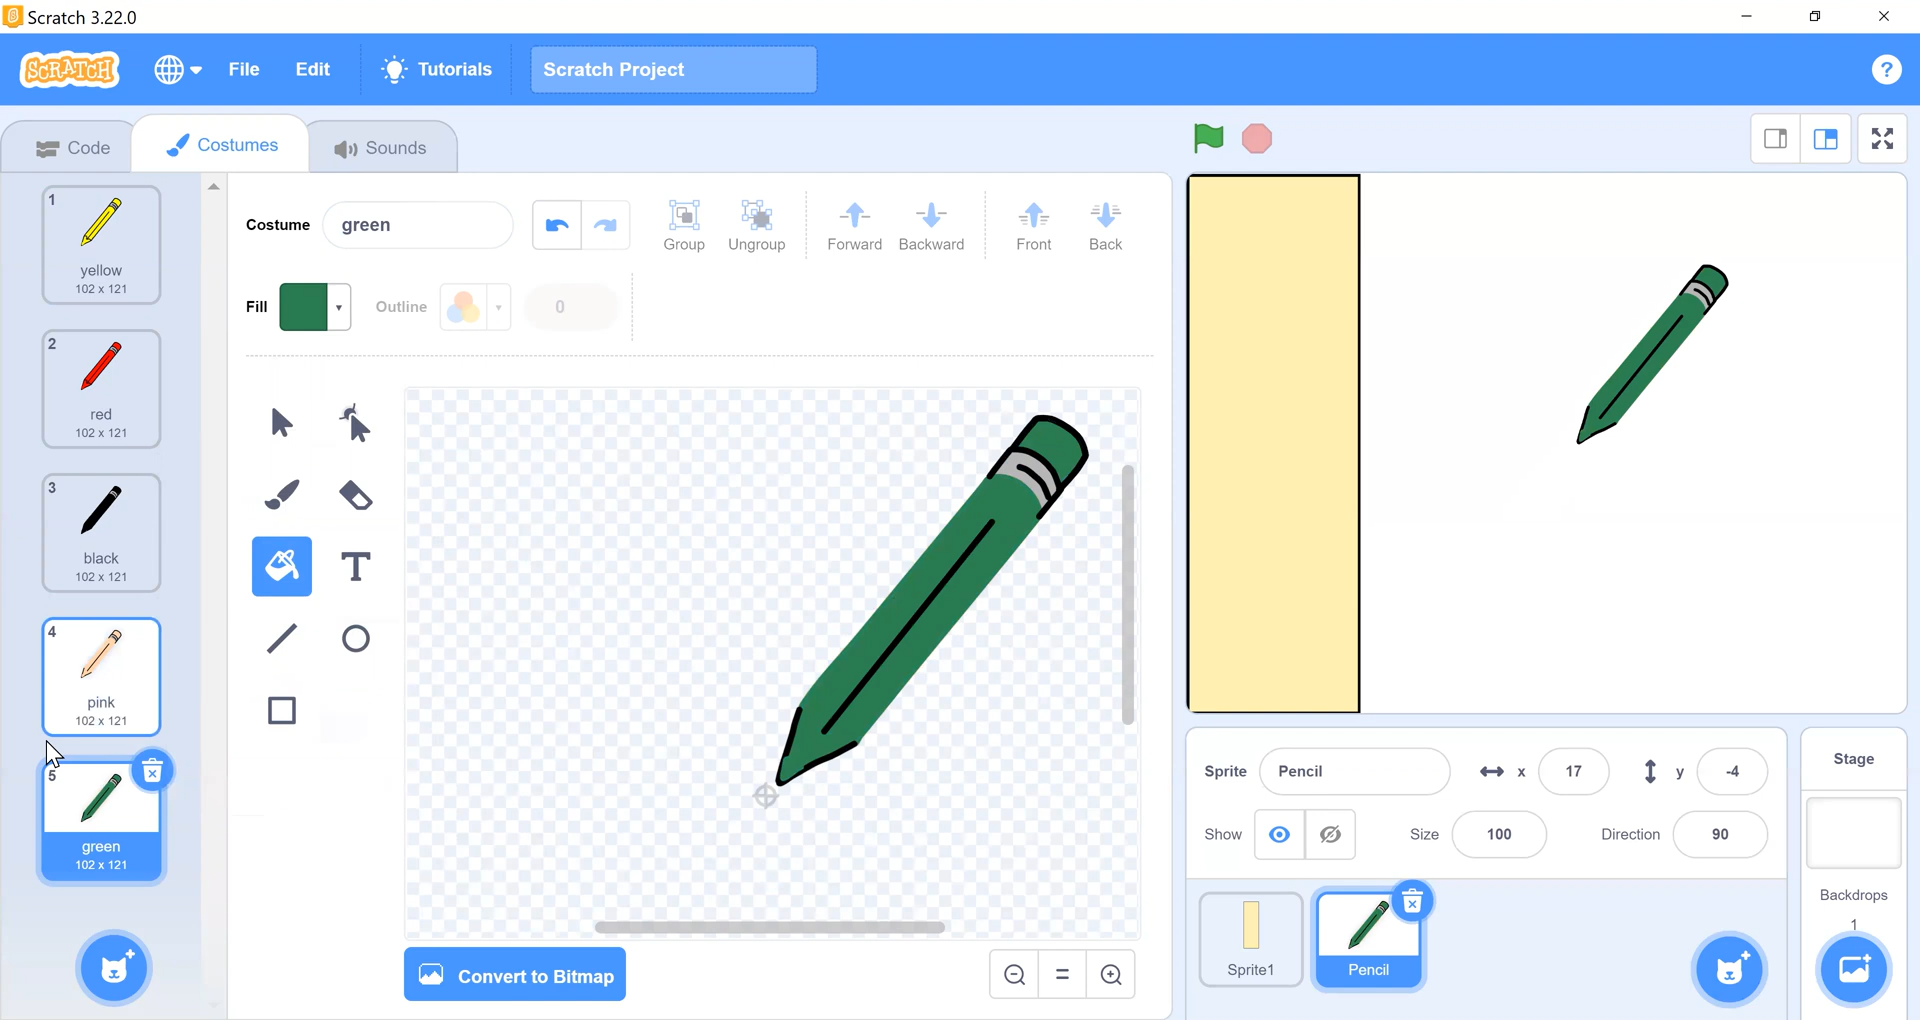 Scratch 3.22.0
SCRATCH File Edit Tutorials Scratch Project ?
Code Costumes Sounds
1
yellow
102 x 121
2
red
102 x 121
3
black
102 x 121
4
pink
102 x 121
5
green
102 x 121
Costume green Group Ungroup Forward Backward Front Back
Fill Outline 0
T
Convert to Bitmap
Sprite Pencil x 17 y -4
Show Size 100 Direction 90
Sprite1 Pencil
Stage
Backdrops
1